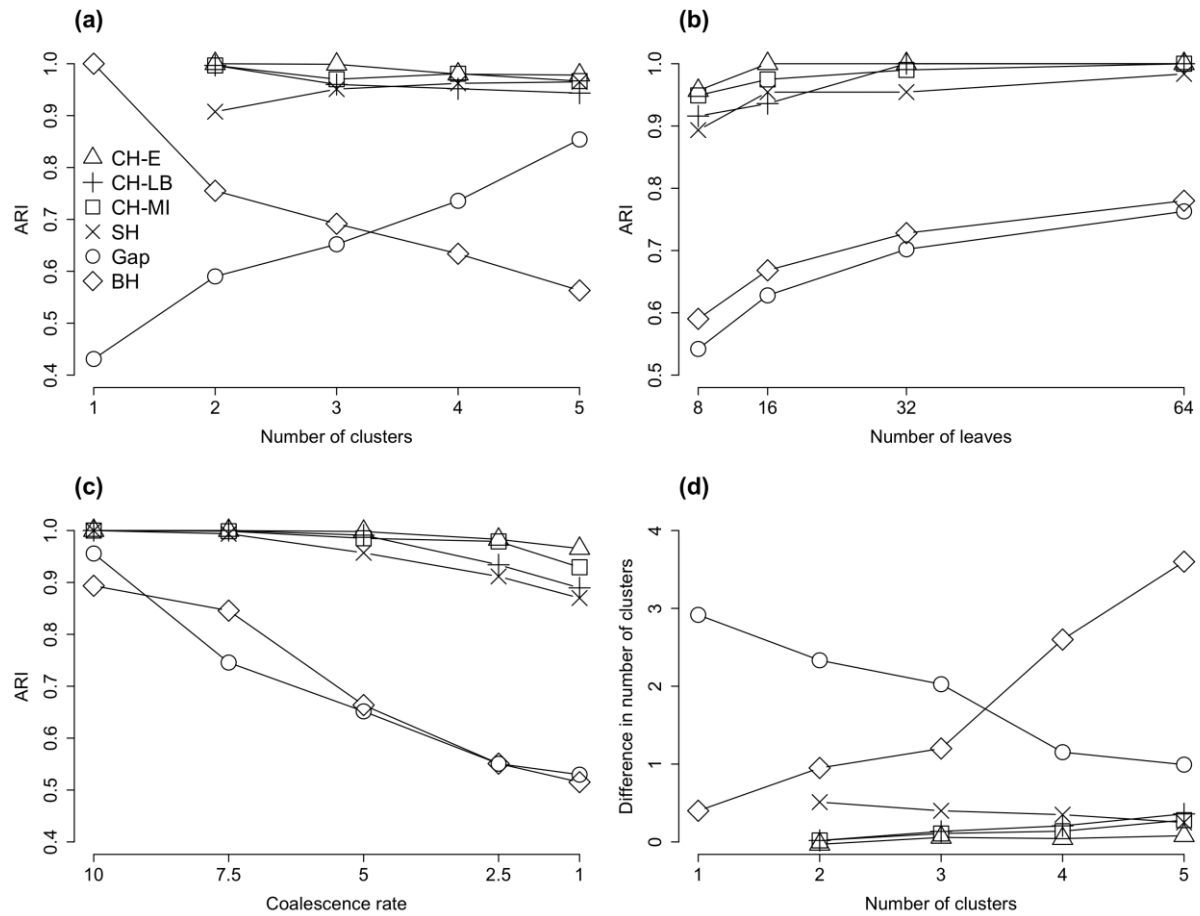 (a)
ARI
0.4 0.5 0.6 0.7 0.8 0.9 1.0
CH-E
CH-LB
CH-MI
SH
Gap
BH
1 2 3 4 5
Number of clusters
(b)
ARI
0.5 0.6 0.7 0.8 0.9 1.0
8 16 32 64
Number of leaves
(c)
ARI
0.4 0.5 0.6 0.7 0.8 0.9 1.0
10 7.5 5 2.5 1
Coalescence rate
(d)
Difference in number of clusters
0 1 2 3 4
1 2 3 4 5
Number of clusters